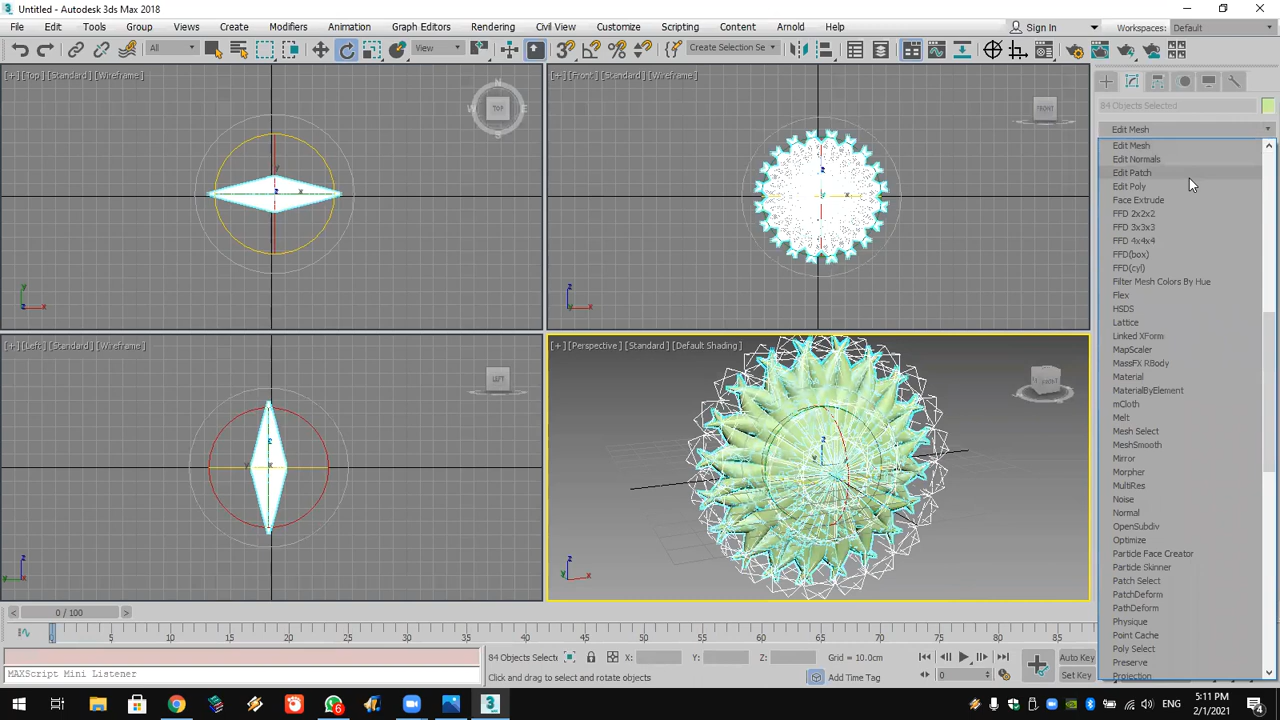 Untitled - Autodesk 3ds Max 2018
File Edit Tools Group Views Create Modifiers Animation Graph Editors Rendering Civil View Customize Scripting Content Arnold Help
Sign In Workspaces: Default
All View Create Selection Se
[+] [Top] [Standard] [Wireframe]
[+] [Front] [Standard] [Wireframe]
N
W TOP E
S
FRONT
84 Objects Selected
Edit Mesh
Edit Mesh
Edit Normals
Edit Patch
Edit Poly
Face Extrude
FFD 2x2x2
FFD 3x3x3
FFD 4x4x4
FFD(box)
FFD(cyl)
Filter Mesh Colors By Hue
Flex
HSDS
Lattice
Linked XForm
MapScaler
MassFX RBody
Material
MaterialByElement
mCloth
Melt
Mesh Select
MeshSmooth
Mirror
Morpher
MultiRes
Noise
Normal
OpenSubdiv
Optimize
Particle Face Creator
Particle Skinner
Patch Select
PatchDeform
PathDeform
Physique
Point Cache
Poly Select
Preserve
Projection
[+] [Left] [Standard] [Wireframe]
[+] [Perspective] [Standard] [Default Shading]
LEFT
0 / 100
0 5 10 15 20 25 30 35 40 45 50 55 60 65 70 75 80 85
84 Objects Selecte X: Y: Z: Grid = 10.0cm
Auto Key
MAXScript Mini Listener
Click and drag to select and rotate objects
Add Time Tag
0
Set Key
6
ENG
5:11 PM
2/1/2021
4